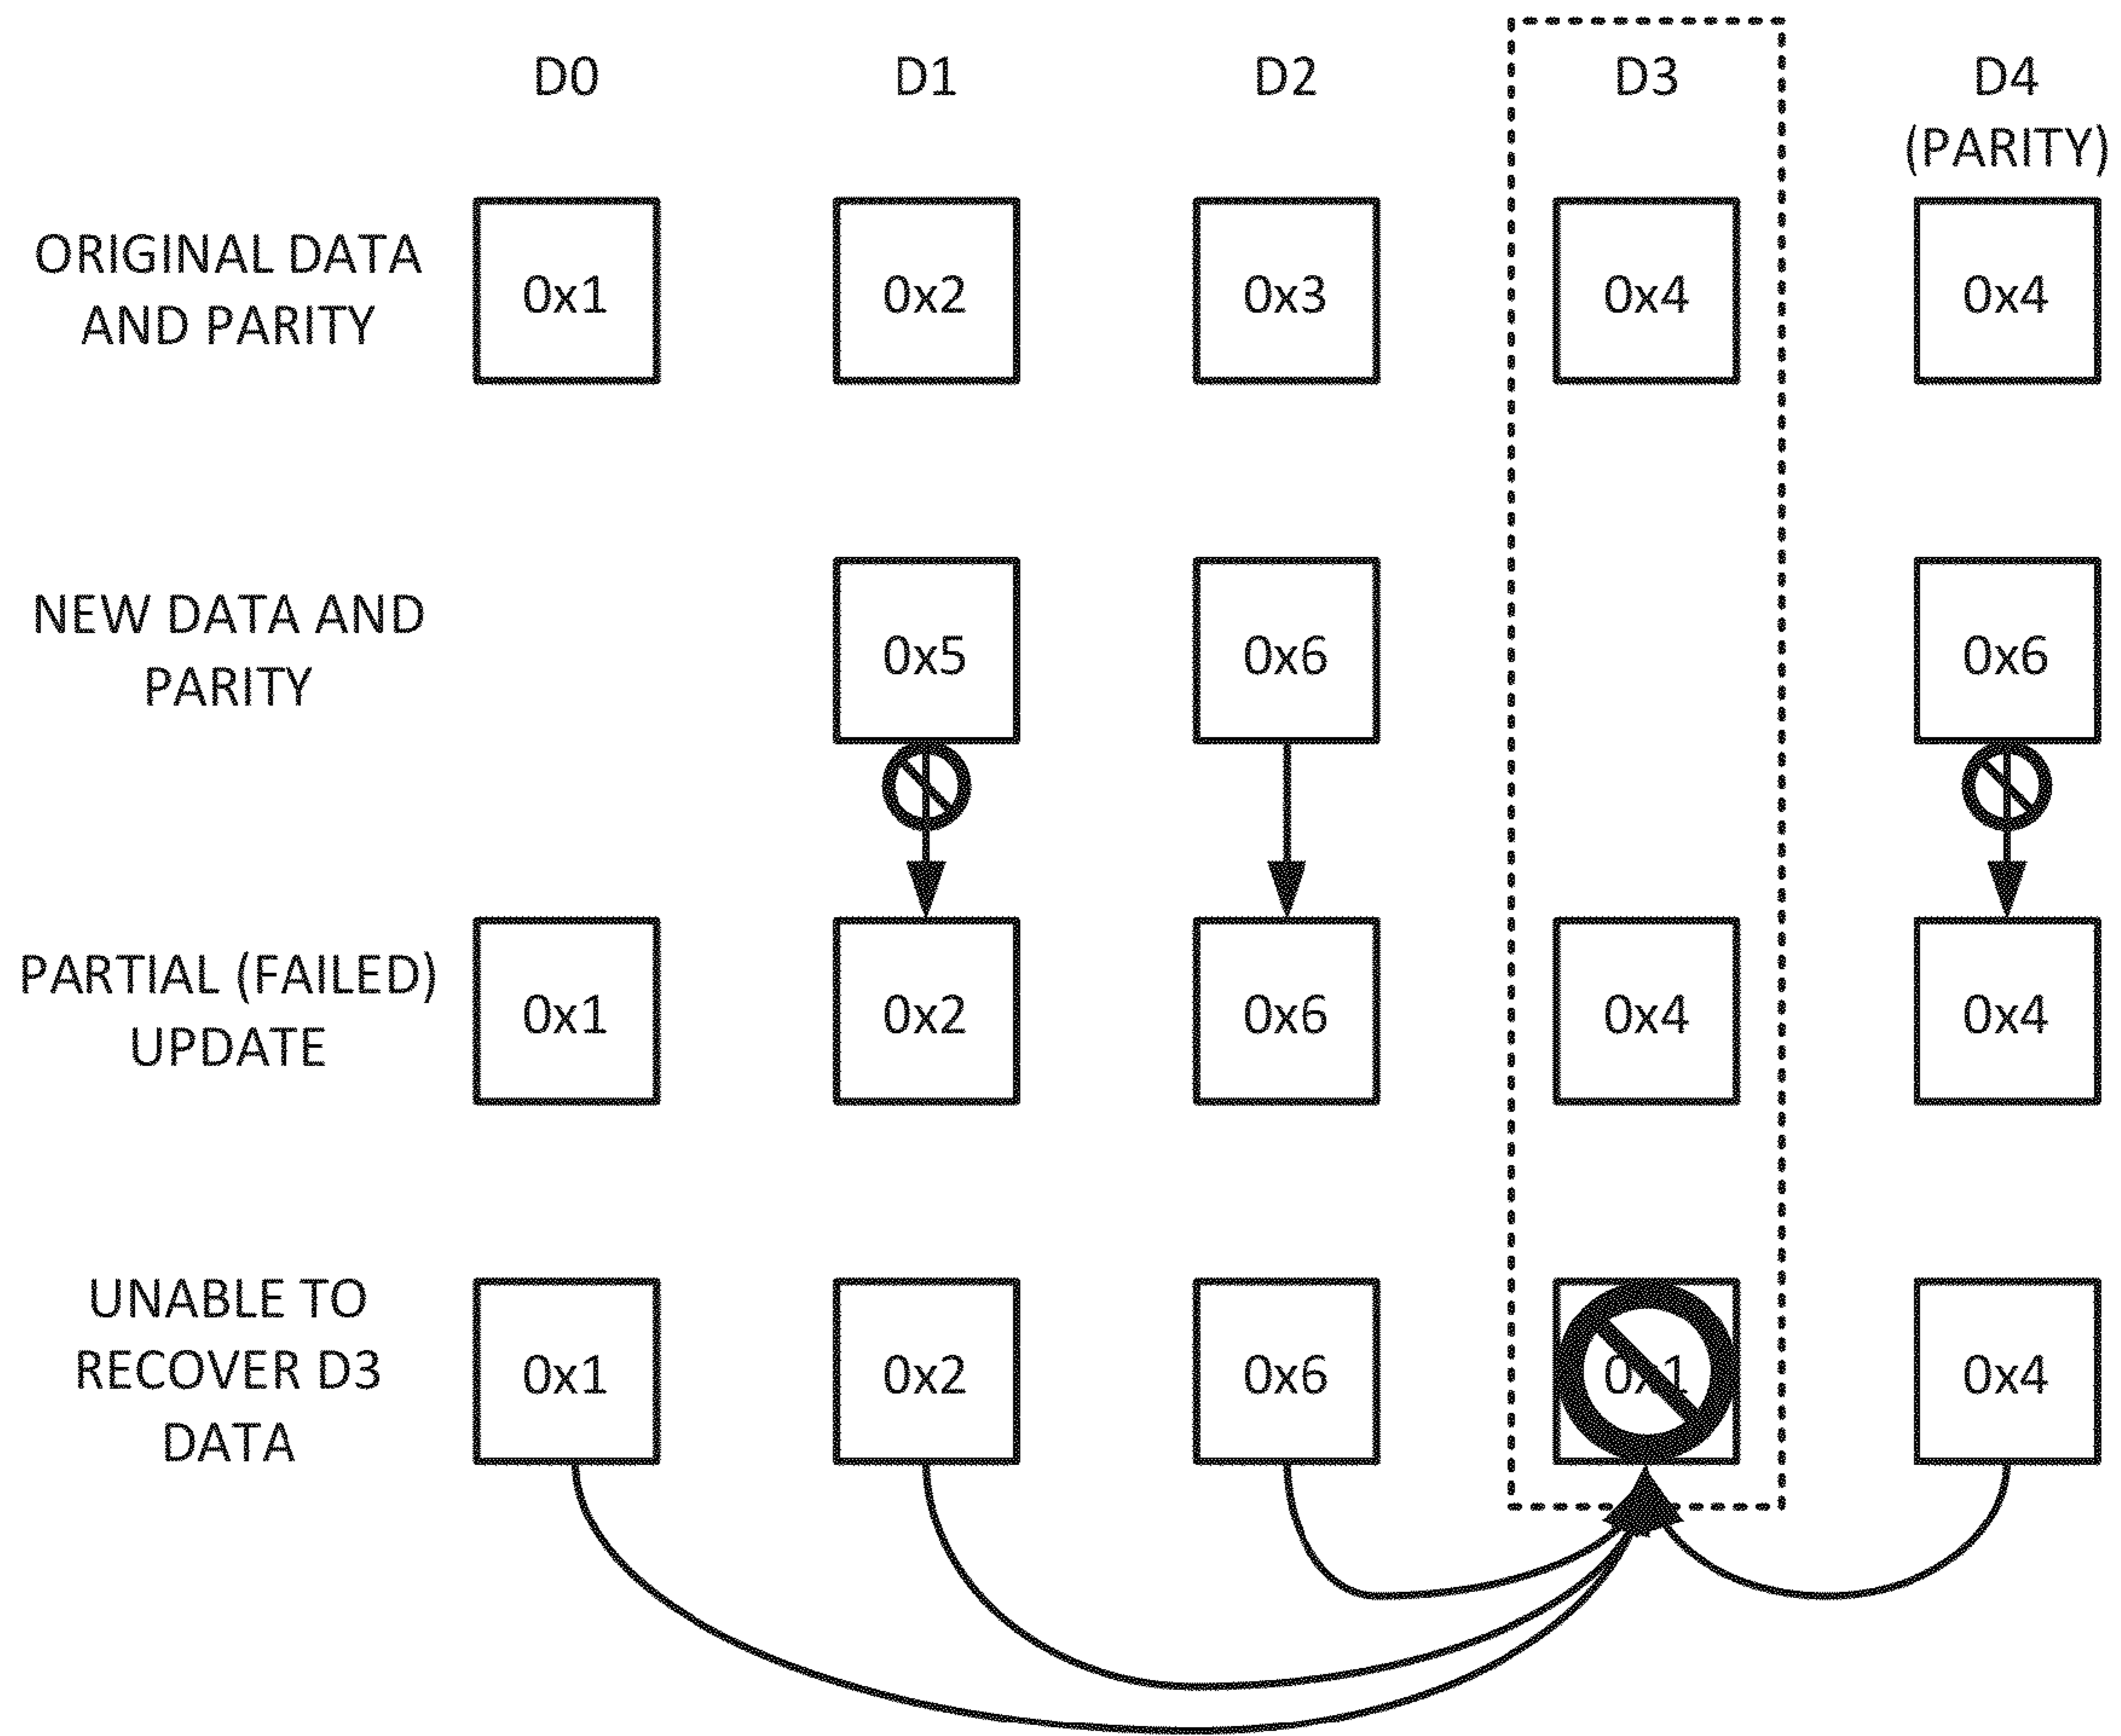 D0 D1 D2 D3 D4
(PARITY)
ORIGINAL DATA
AND PARITY
0x1 0x2 0x3 0x4 0x4
NEW DATA AND
PARITY
0x5 0x6 0x6
PARTIAL (FAILED)
UPDATE
0x1 0x2 0x6 0x4 0x4
UNABLE TO
RECOVER D3
DATA
0x1 0x2 0x6 0x1 0x4